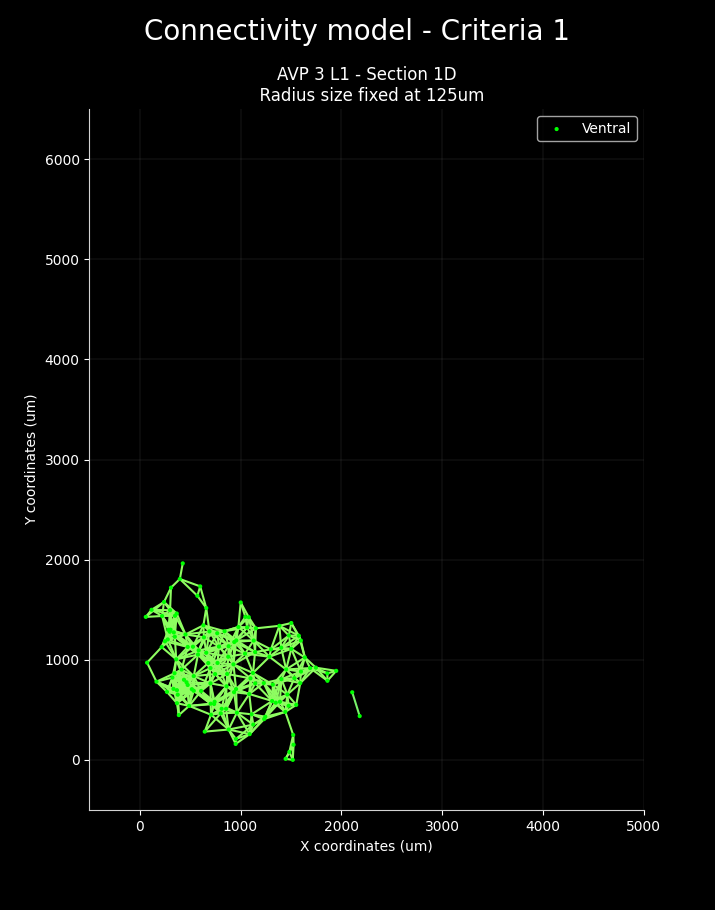 Connectivity model - Criteria 1
AVP 3 L1 - Section 1D
Radius size fixed at 125um
Ventral
6000
5000
4000
3000
2000
1000
0
Y coordinates (um)
0 1000 2000 3000 4000 5000
X coordinates (um)